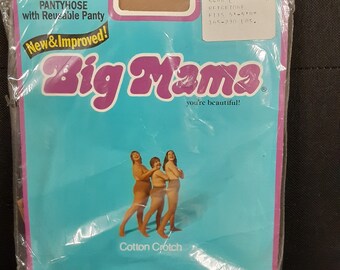 PANTYHOSE
with Reusable Panty
New & Improved!
Big Mama
you're beautiful!
Cotton Crotch